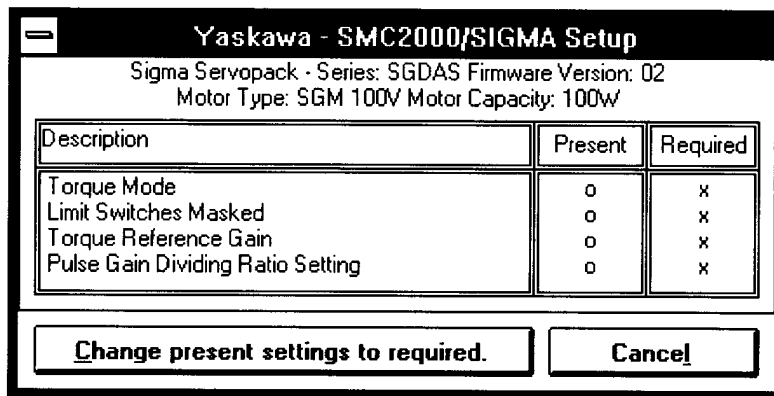 Yaskawa - SMC2000/SIGMA Setup
Sigma Servopack - Series: SGDAS Firmware Version: 02
Motor Type: SGM 100V Motor Capacity: 100W
Description Present Required
Torque Mode o x
Limit Switches Masked o x
Torque Reference Gain o x
Pulse Gain Dividing Ratio Setting o x
Change present settings to required. Cancel